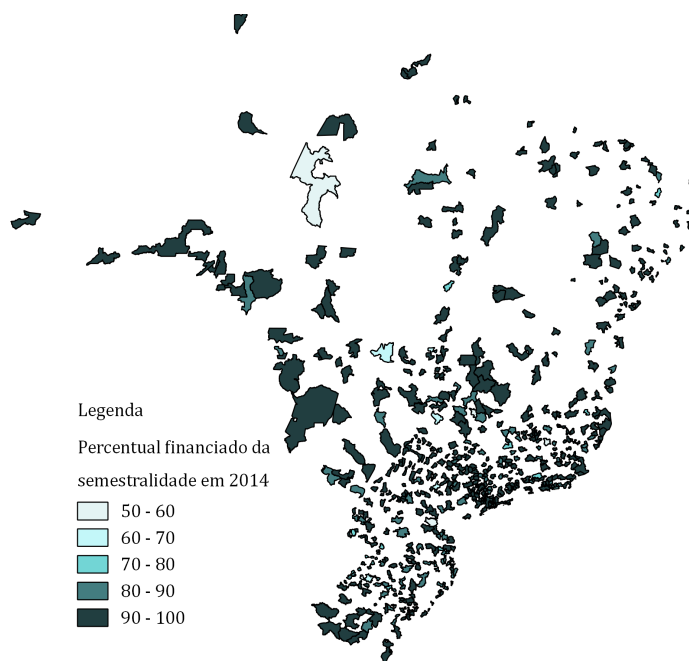 Legenda
Percentual financiado da
semestralidade em 2014
50 - 60
60 - 70
70 - 80
80 - 90
90 - 100